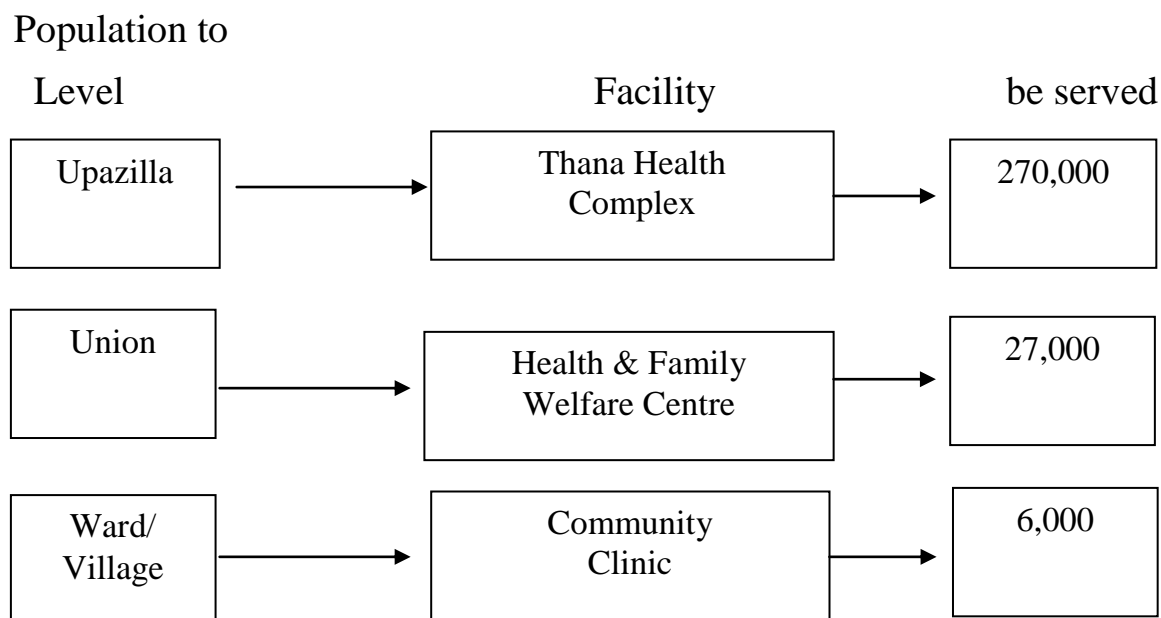 Population to
Level Facility be served
Upazilla
Thana Health
Complex
270,000
Union
Health & Family
Welfare Centre
27,000
Ward/
Village
Community
Clinic
6,000